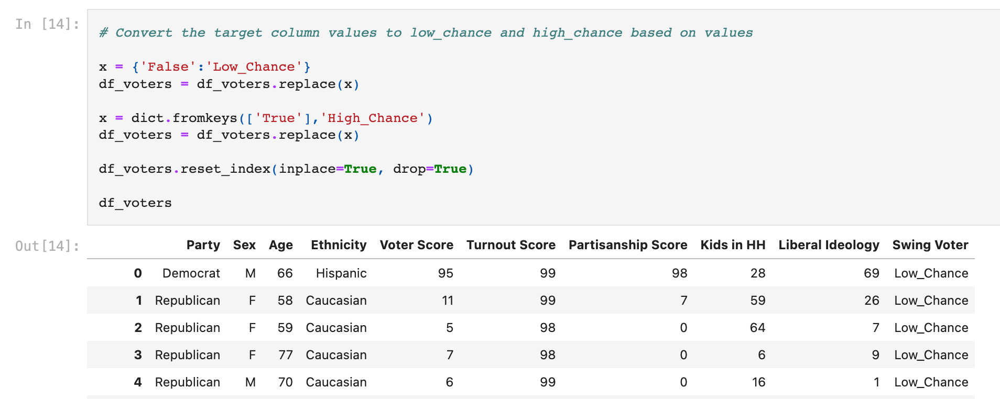 In [14]:
# Convert the target column values to low_chance and high_chance based on values
x = {'False':'Low_Chance'}
df_voters = df_voters.replace(x)
x = dict.fromkeys(['True'],'High_Chance')
df_voters = df_voters.replace(x)
df_voters.reset_index(inplace=True, drop=True)
df_voters
Out[14]:
Party Sex Age Ethnicity Voter Score Turnout Score Partisanship Score Kids in HH Liberal Ideology Swing Voter
0 Democrat M 66 Hispanic 95 99 98 28 69 Low_Chance
1 Republican F 58 Caucasian 11 99 7 59 26 Low_Chance
2 Republican F 59 Caucasian 5 98 0 64 7 Low_Chance
3 Republican F 77 Caucasian 7 98 0 6 9 Low_Chance
4 Republican M 70 Caucasian 6 99 0 16 1 Low_Chance